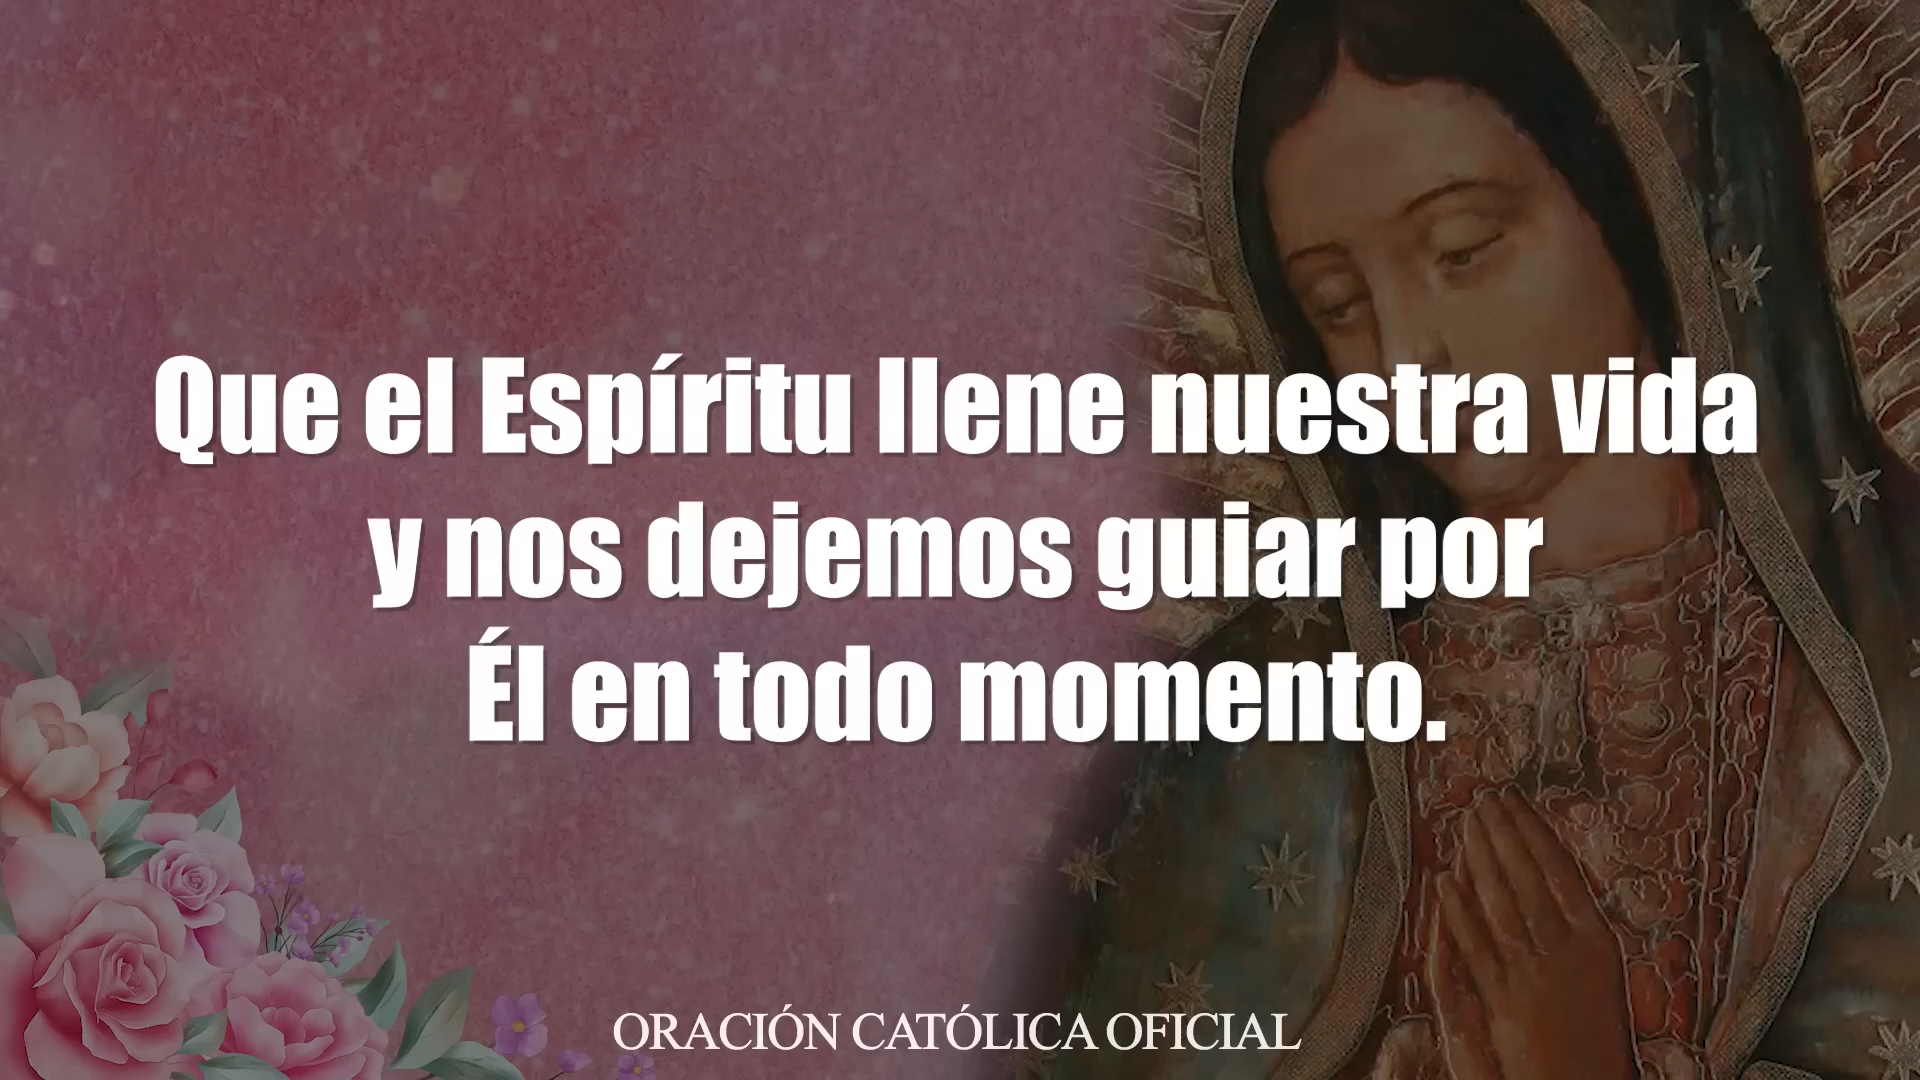 Que el Espíritu llene nuestra vida
y nos dejemos guiar por
Él en todo momento.
ORACIÓN CATÓLICA OFICIAL